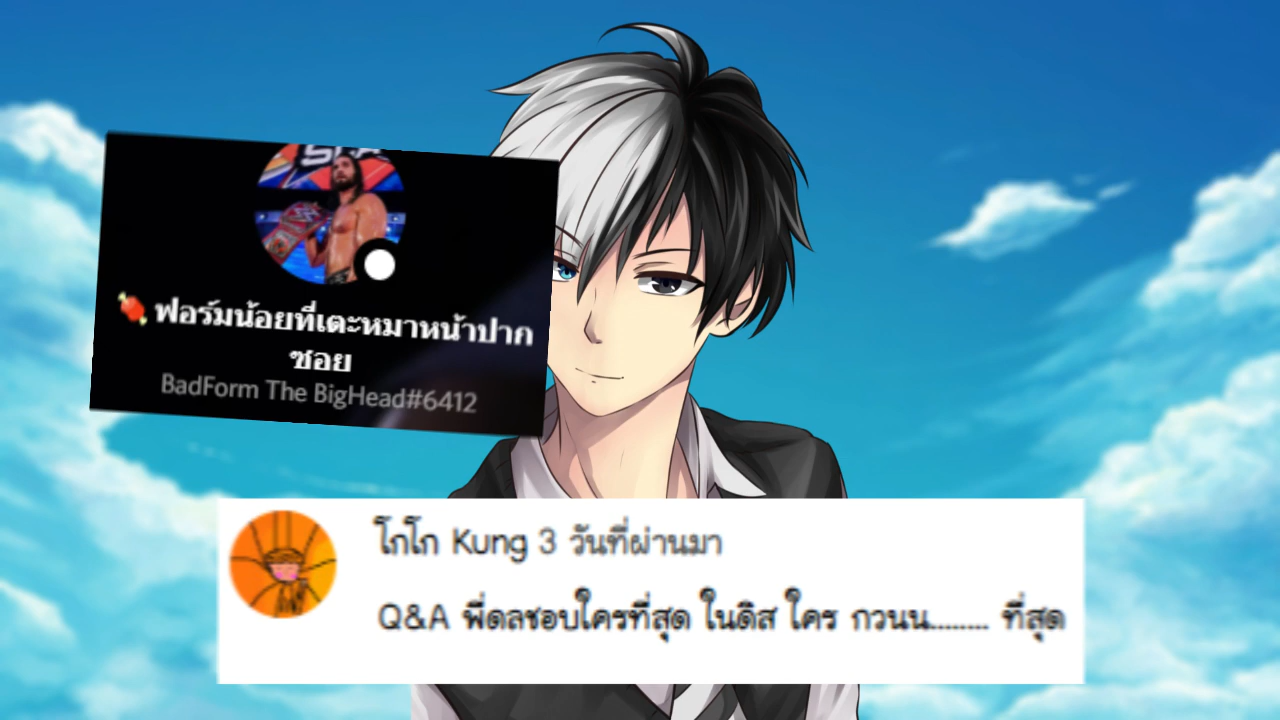 🍖ฟอร์มน้อยที่เตะหมาหน้าปาก
ซอย
BadForm The BigHead#6412
โกโก Kung 3 วันที่ผ่านมา
Q&A พี่ดลชอบใครที่สุด ในดิส ใคร กวนน........ ที่สุด